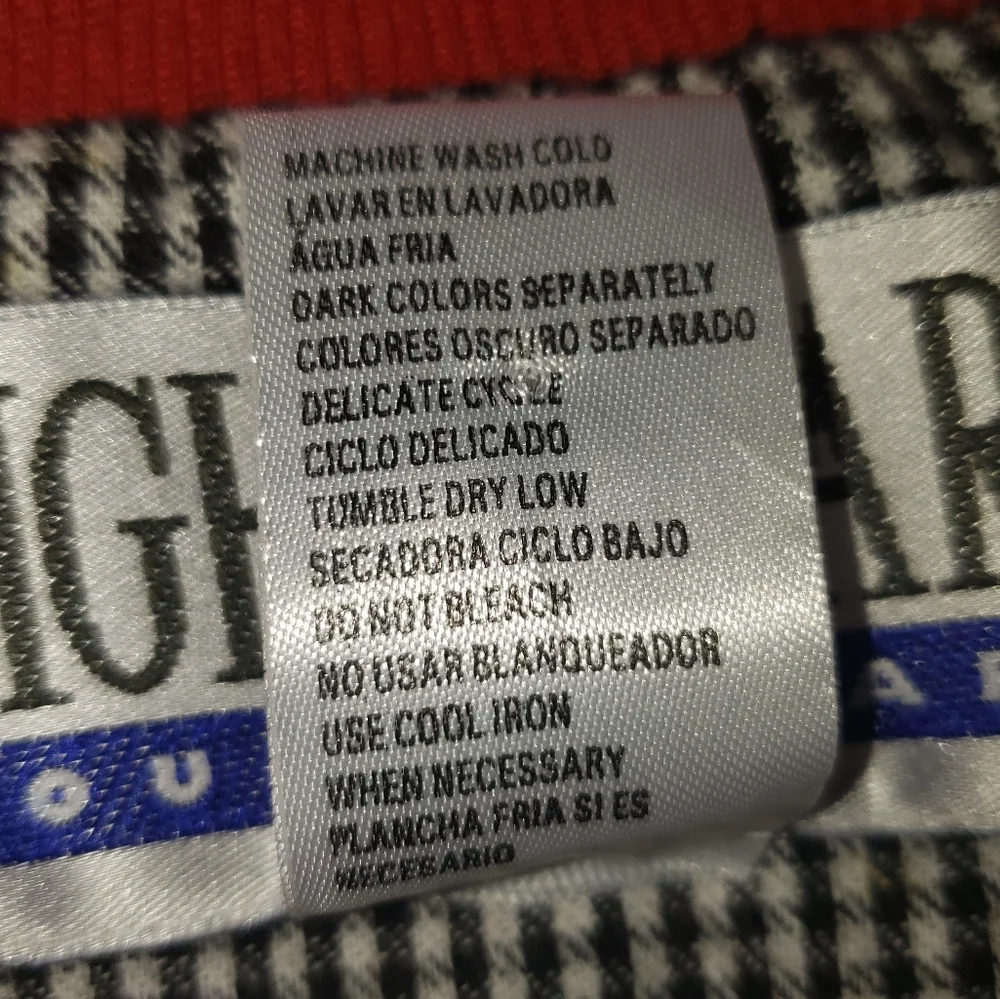 MACHINE WASH COLD
LAVAR EN LAVADORA
ÁGUA FRIA
DARK COLORS SEPARATELY
COLORES OSCURO SEPARADO
DELICATE CYCLE
CICLO DELICADO
TUMBLE DRY LOW
SECADORA CICLO BAJO
DO NOT BLEACH
NO USAR BLANQUEADOR
USE COOL IRON
WHEN NECESSARY
PLANCHA FRIA SI ES
NECESARIO